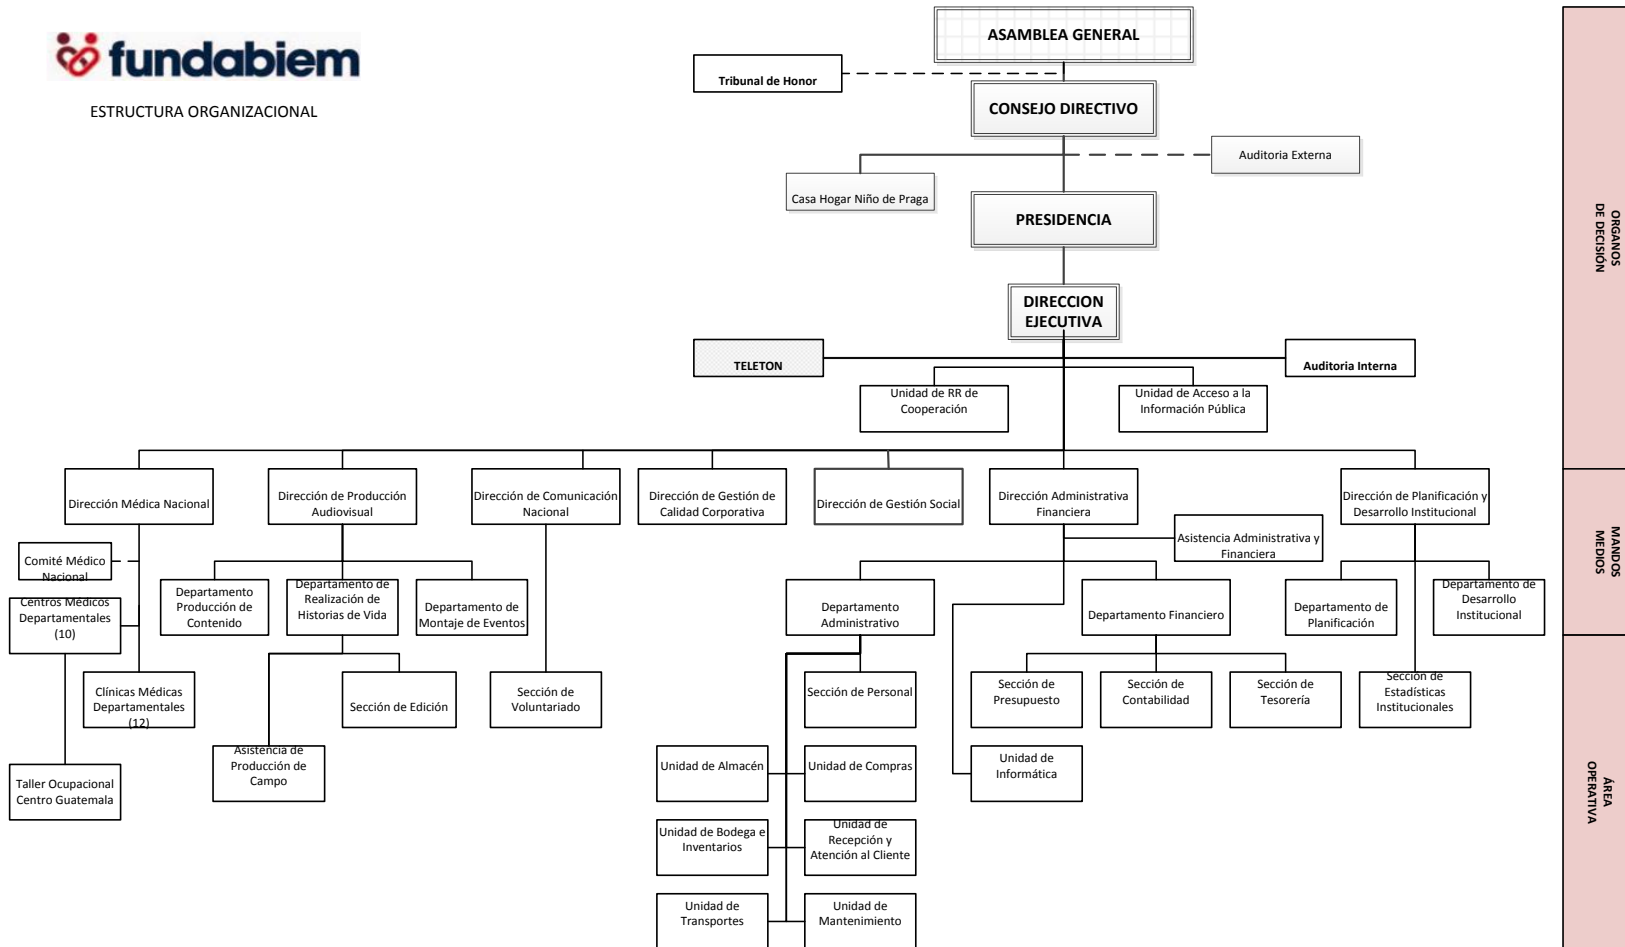 fundabiem
ESTRUCTURA ORGANIZACIONAL
ASAMBLEA GENERAL
Tribunal de Honor
CONSEJO DIRECTIVO
Auditoria Externa
Casa Hogar Niño de Praga
PRESIDENCIA
DIRECCION
EJECUTIVA
TELETON
Auditoria Interna
Unidad de RR de
Cooperación
Unidad de Acceso a la
Información Pública
ORGANOS
DE DECISIÓN
Dirección Médica Nacional
Dirección de Producción
Audiovisual
Dirección de Comunicación
Nacional
Dirección de Gestión de
Calidad Corporativa
Dirección de Gestión Social
Dirección Administrativa
Financiera
Dirección de Planificación y
Desarrollo Institucional
Asistencia Administrativa y
Financiera
Comité Médico
Nacional
Centros Médicos
Departamentales
(10)
Departamento
Producción de
Contenido
Departamento de
Realización de
Historias de Vida
Departamento de
Montaje de Eventos
Departamento
Administrativo
Departamento Financiero
Departamento de
Planificación
Departamento de
Desarrollo
Institucional
MANDOS
MEDIOS
Clínicas Médicas
Departamentales
(12)
Sección de Edición
Sección de
Voluntariado
Sección de Personal
Sección de
Presupuesto
Sección de
Contabilidad
Sección de
Tesorería
Sección de
Estadísticas
Institucionales
Taller Ocupacional
Centro Guatemala
Asistencia de
Producción de
Campo
Unidad de Almacén
Unidad de Compras
Unidad de
Informática
Unidad de Bodega e
Inventarios
Unidad de
Recepción y
Atención al Cliente
Unidad de
Transportes
Unidad de
Mantenimiento
ÁREA
OPERATIVA